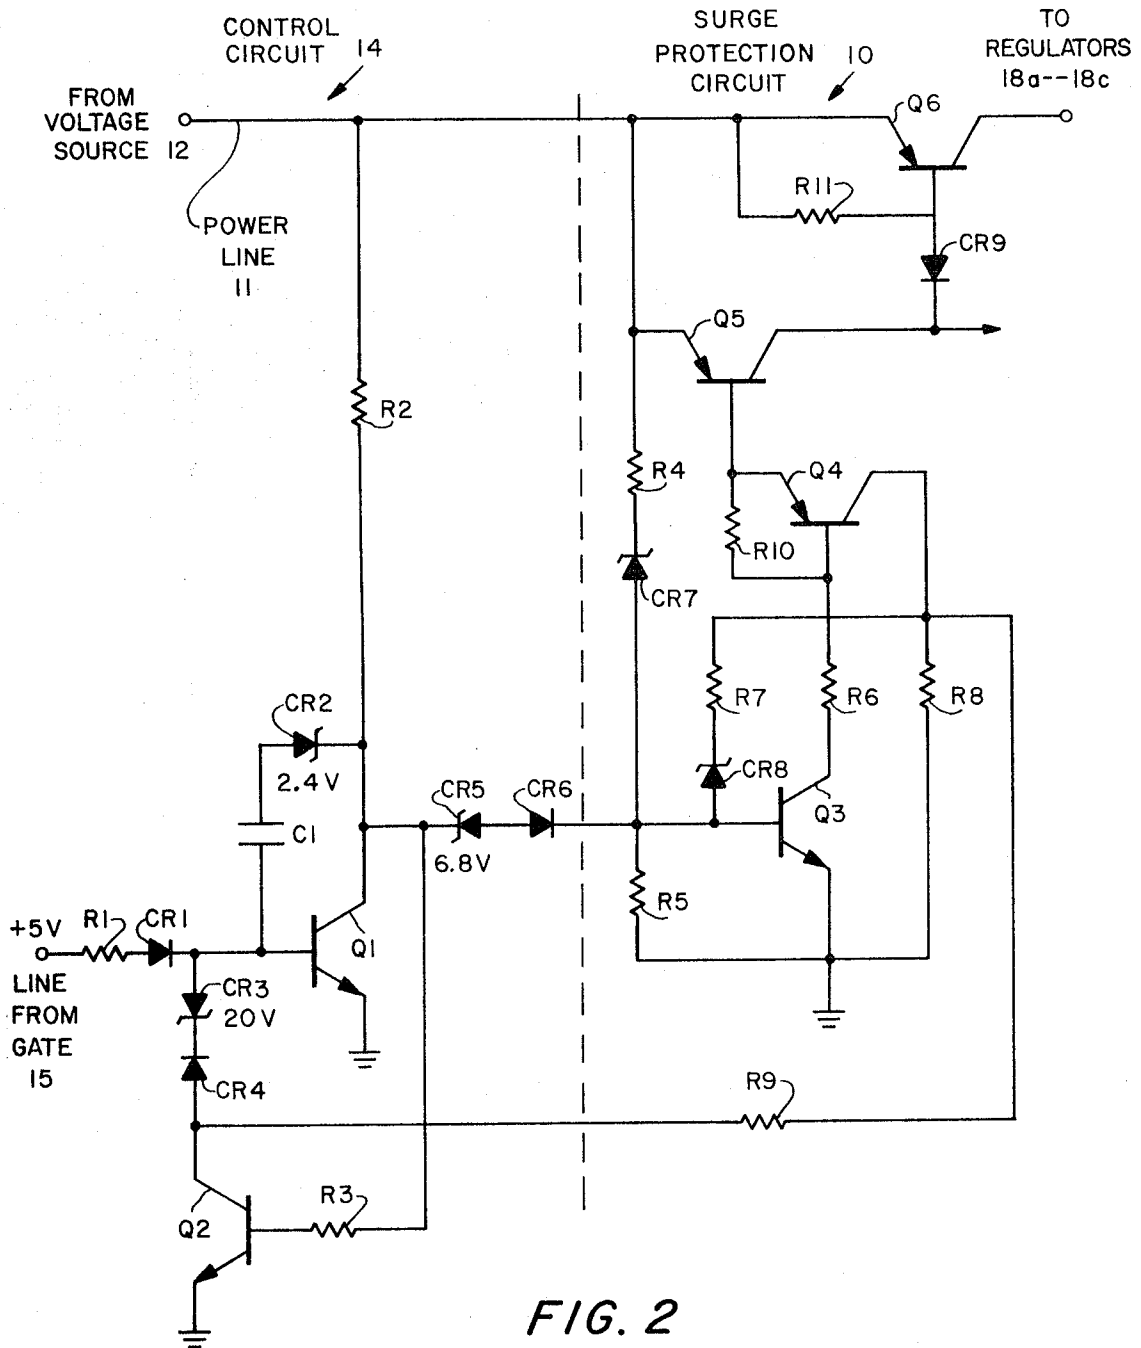 CONTROL
CIRCUIT 14
SURGE
PROTECTION
CIRCUIT 10
TO
REGULATORS
18a--18c
FROM
VOLTAGE
SOURCE 12
Q6
R11
POWER
LINE
11
CR9
Q5
R2
R4
Q4
R10
CR7
CR2
2.4V
R7
R6
R8
CR8
CR5
CR6
6.8V
Q3
C1
+5V
R1
CR1
Q1
R5
LINE
FROM
GATE
15
CR3
20V
CR4
R9
R3
Q2
FIG. 2